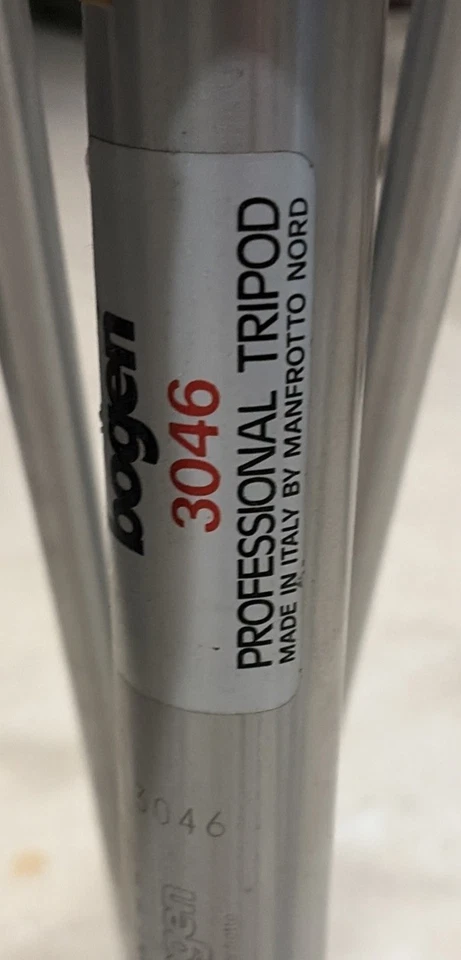 bogen
3046
PROFESSIONAL TRIPOD
MADE IN ITALY BY MANFROTTO NORD
3046